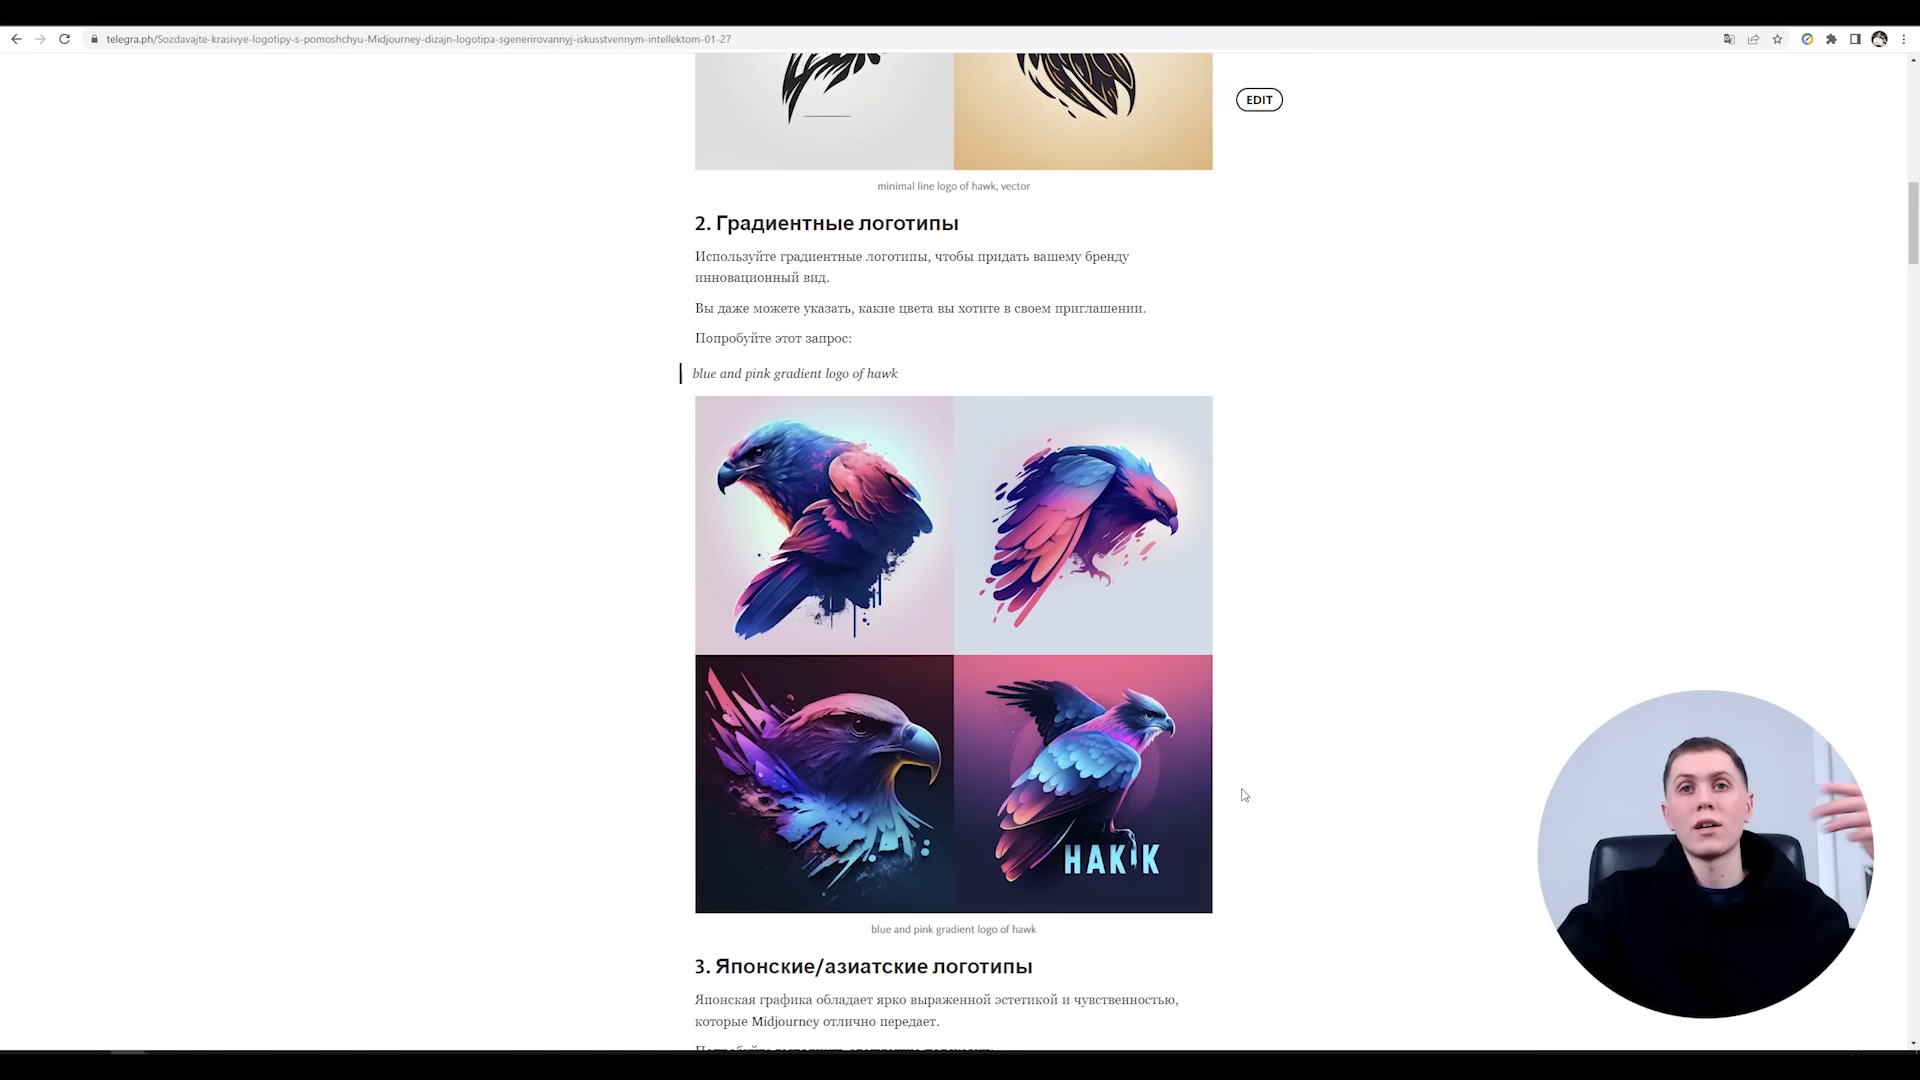 telegra.ph/Sozdavajte-krasivye-logotipy-s-pomoshchyu-Midjourney-dizajn-logotipa-sgenerirovannyj-iskusstvennym-intellektom-01-27
EDIT
minimal line logo of hawk, vector
2. Градиентные логотипы
Используйте градиентные логотипы, чтобы придать вашему бренду
инновационный вид.
Вы даже можете указать, какие цвета вы хотите в своем приглашении.
Попробуйте этот запрос:
blue and pink gradient logo of hawk
HAKIK
blue and pink gradient logo of hawk
3. Японские/азиатские логотипы
Японская графика обладает ярко выраженной эстетикой и чувственностью,
которые Midjourney отлично передает.